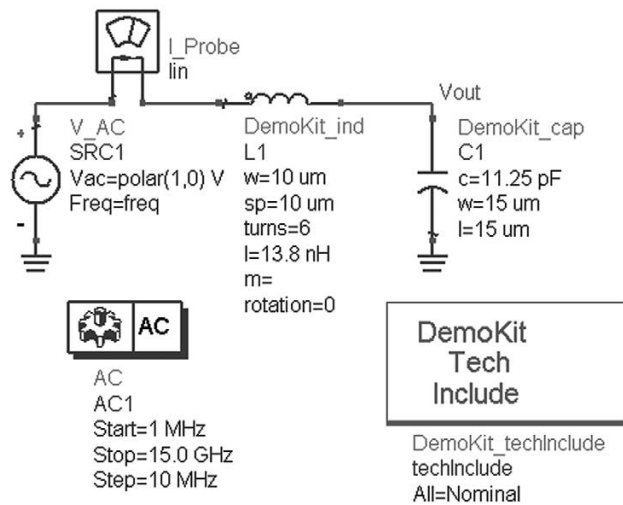 I_Probe
Iin
Vout
+
V_AC
SRC1
Vac=polar(1,0) V
Freq=freq
-
DemoKit_ind
L1
w=10 um
sp=10 um
turns=6
l=13.8 nH
m=
rotation=0
DemoKit_cap
C1
c=11.25 pF
w=15 um
l=15 um
AC
AC
AC1
Start=1 MHz
Stop=15.0 GHz
Step=10 MHz
DemoKit
Tech
Include
DemoKit_techInclude
techInclude
All=Nominal